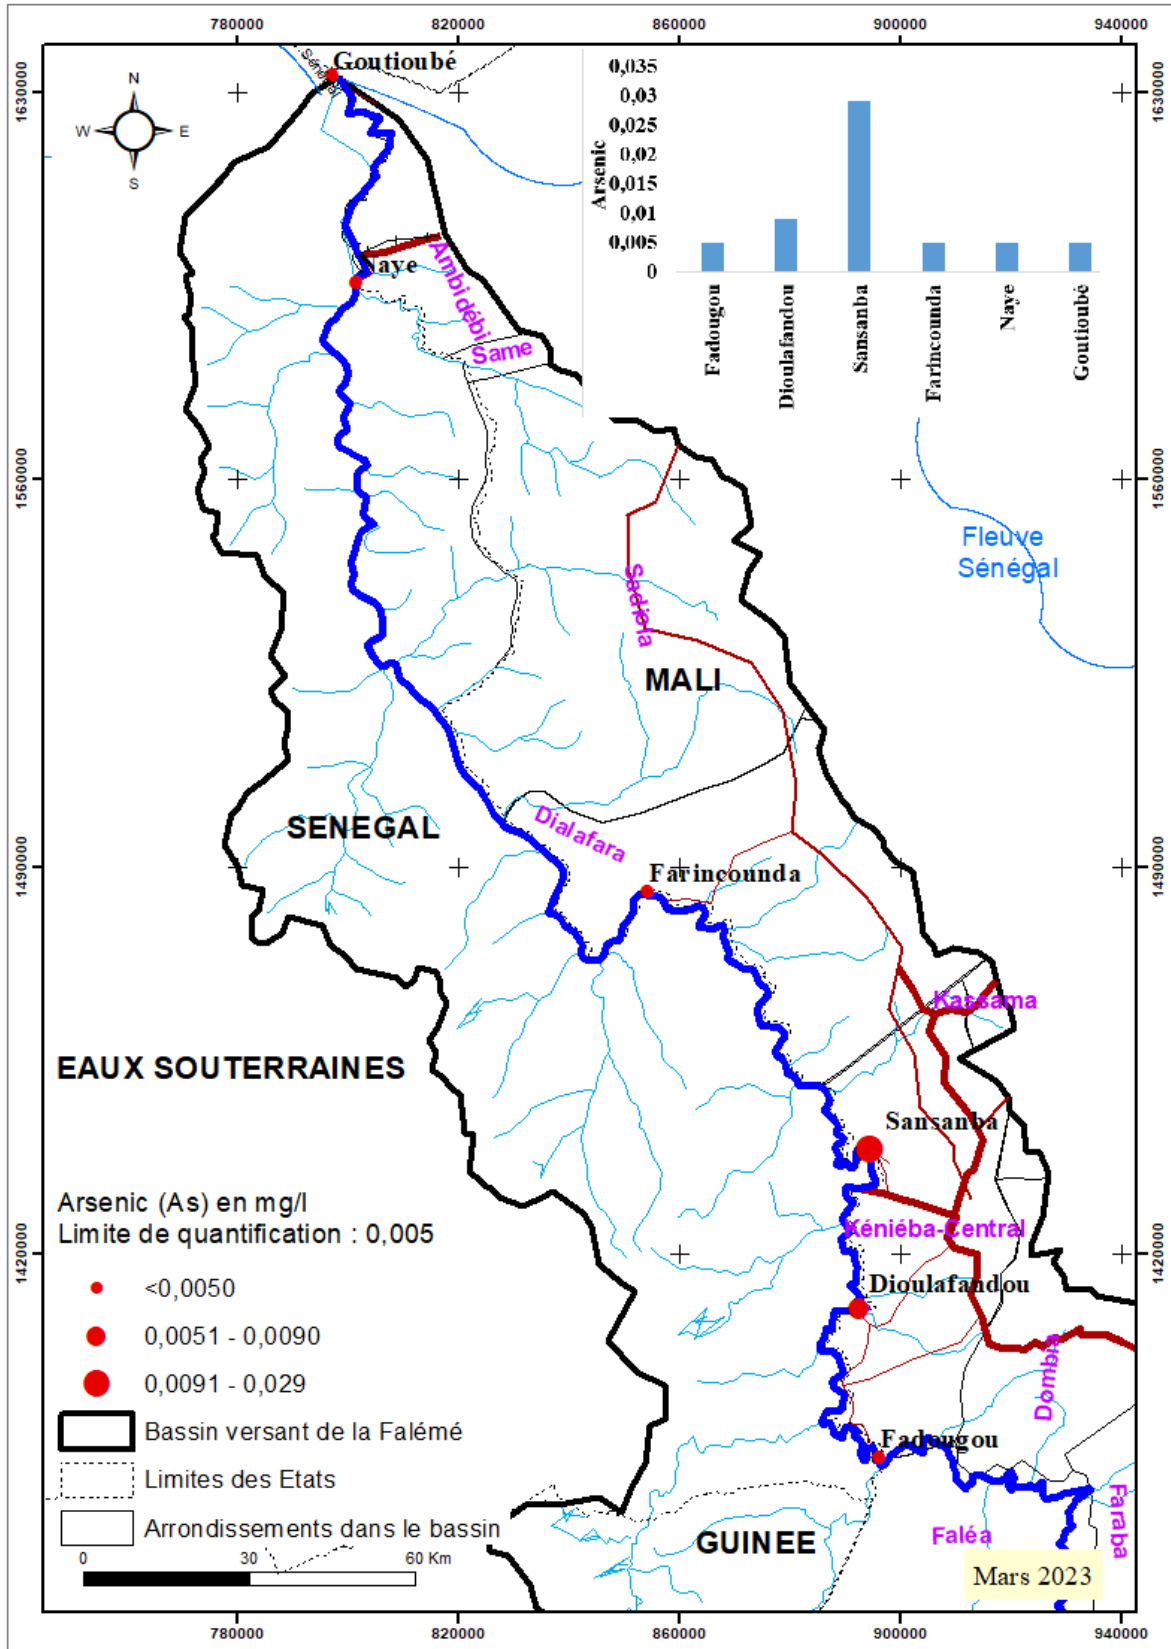 780000 820000 860000 900000 940000
1630000
1630000
1560000
1560000
1490000
1490000
1420000
1420000
N
W E
S
Goutioubé
Sénégal
Arsenic
0,035
0,03
0,025
0,02
0,015
0,01
0,005
0
Fadougou
Dioulafandou
Sansanba
Farincounda
Naye
Goutioubé
Naye
Ambidébi
Same
Fleuve
Sénégal
Sadiola
MALI
SENEGAL
Dialafara
Farincounda
Kassama
EAUX SOUTERRAINES
Sansanba
Kéniéba-Central
Dioulafandou
Dombia
Fadougou
GUINEE
Faléa
Faraba
Arsenic (As) en mg/l
Limite de quantification : 0,005
<0,0050
0,0051 - 0,0090
0,0091 - 0,029
Bassin versant de la Falémé
Limites des Etats
Arrondissements dans le bassin
0 30 60 Km
Mars 2023
780000 820000 860000 900000 940000